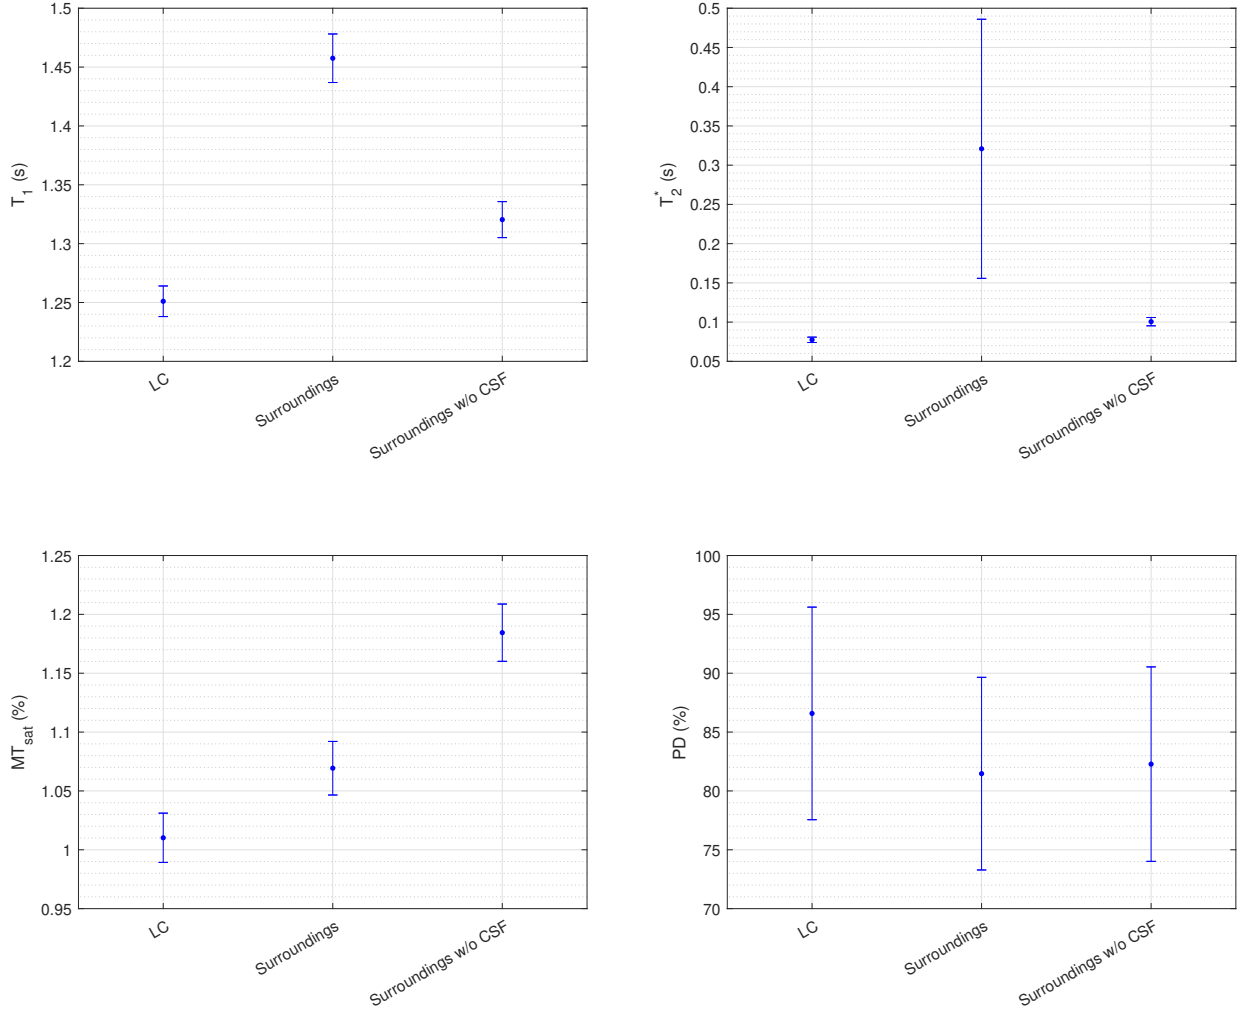 1.5
1.45
1.4
1.35
1.3
1.25
1.2
T1 (s)
LC
Surroundings
Surroundings w/o CSF
0.5
0.45
0.4
0.35
0.3
0.25
0.2
0.15
0.1
0.05
T2* (s)
LC
Surroundings
Surroundings w/o CSF
1.25
1.2
1.15
1.1
1.05
1
0.95
MTsat (%)
LC
Surroundings
Surroundings w/o CSF
100
95
90
85
80
75
70
PD (%)
LC
Surroundings
Surroundings w/o CSF